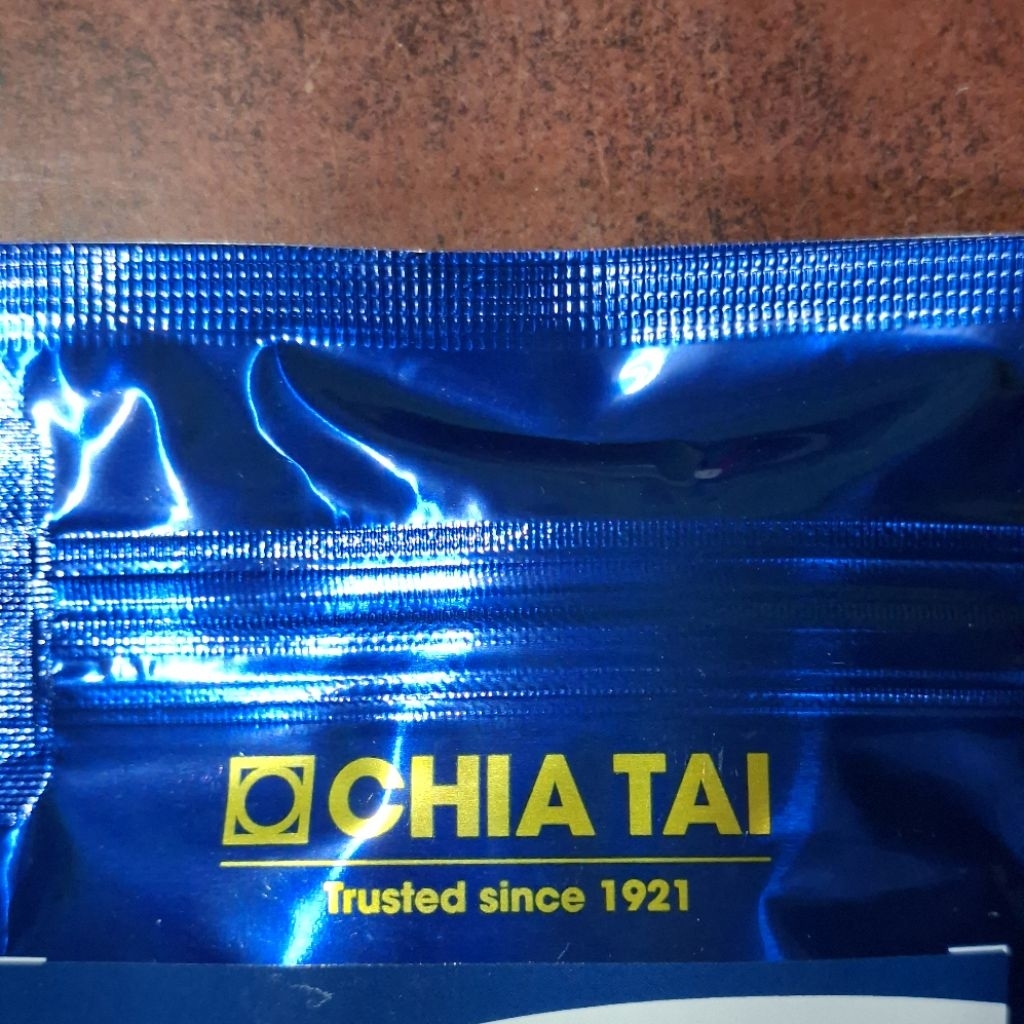 CHIA TAI
Trusted since 1921